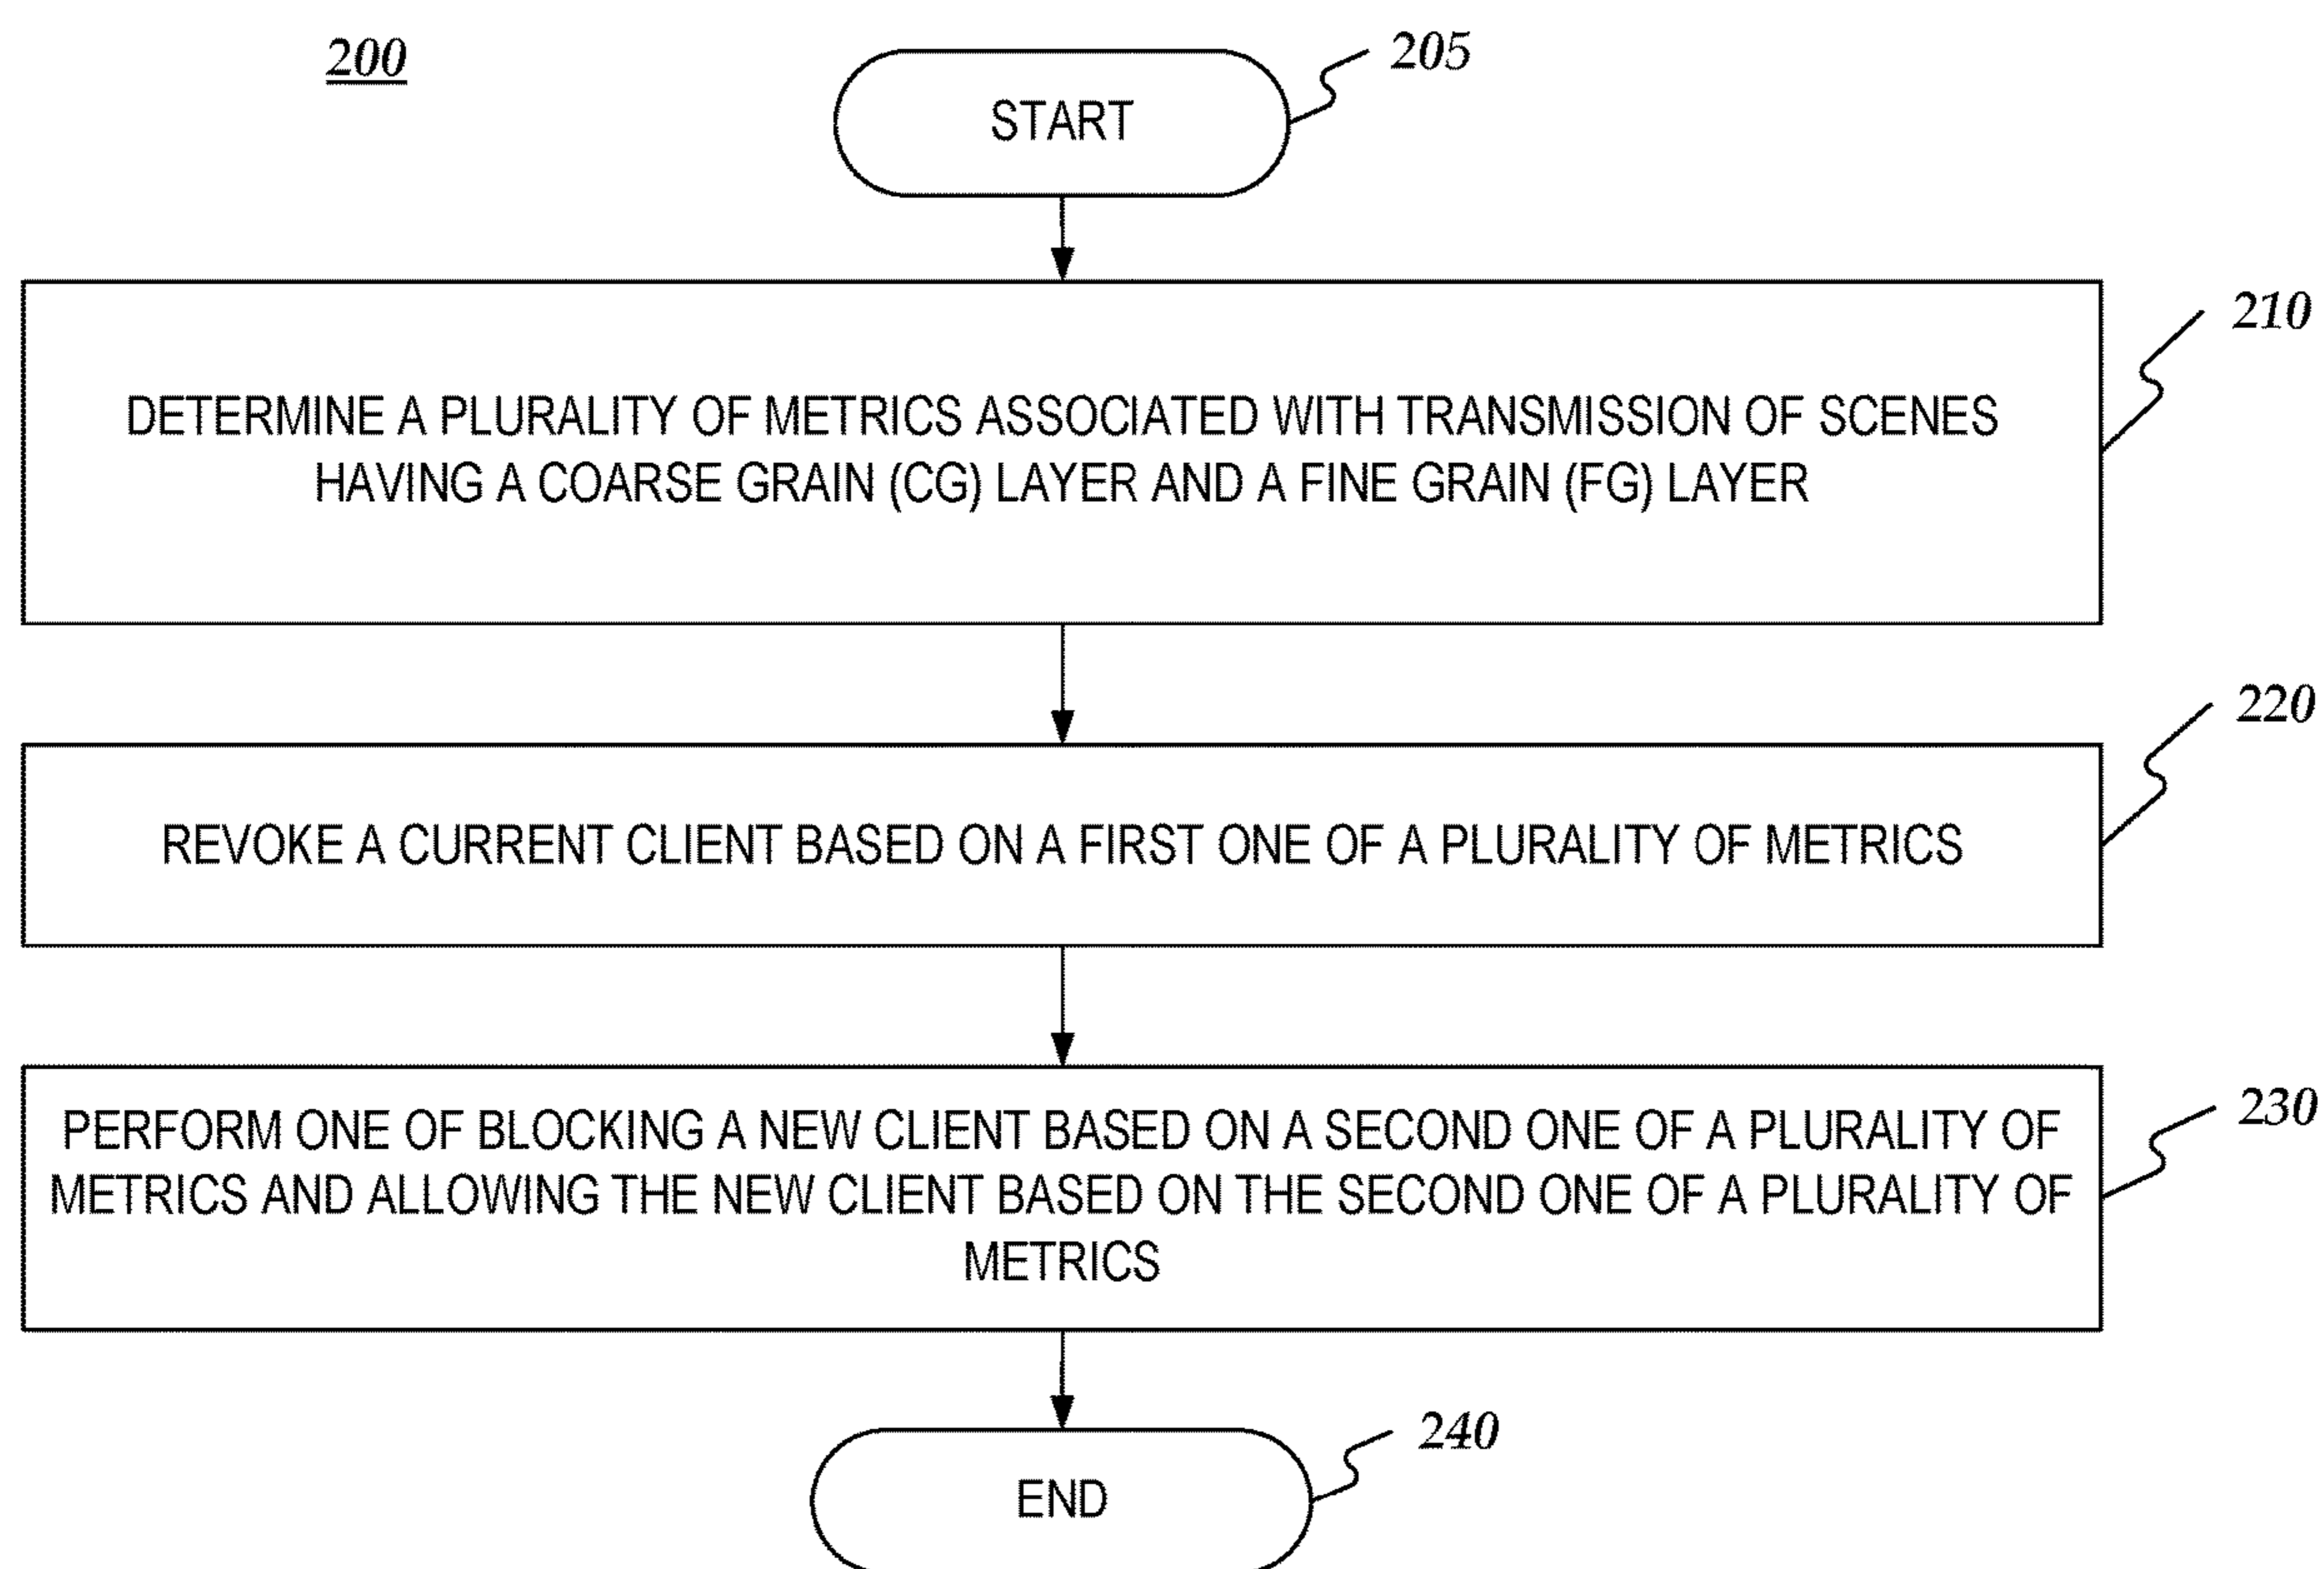 200
205
START
210
DETERMINE A PLURALITY OF METRICS ASSOCIATED WITH TRANSMISSION OF SCENES
HAVING A COARSE GRAIN (CG) LAYER AND A FINE GRAIN (FG) LAYER
220
REVOKE A CURRENT CLIENT BASED ON A FIRST ONE OF A PLURALITY OF METRICS
230
PERFORM ONE OF BLOCKING A NEW CLIENT BASED ON A SECOND ONE OF A PLURALITY OF
METRICS AND ALLOWING THE NEW CLIENT BASED ON THE SECOND ONE OF A PLURALITY OF
METRICS
240
END